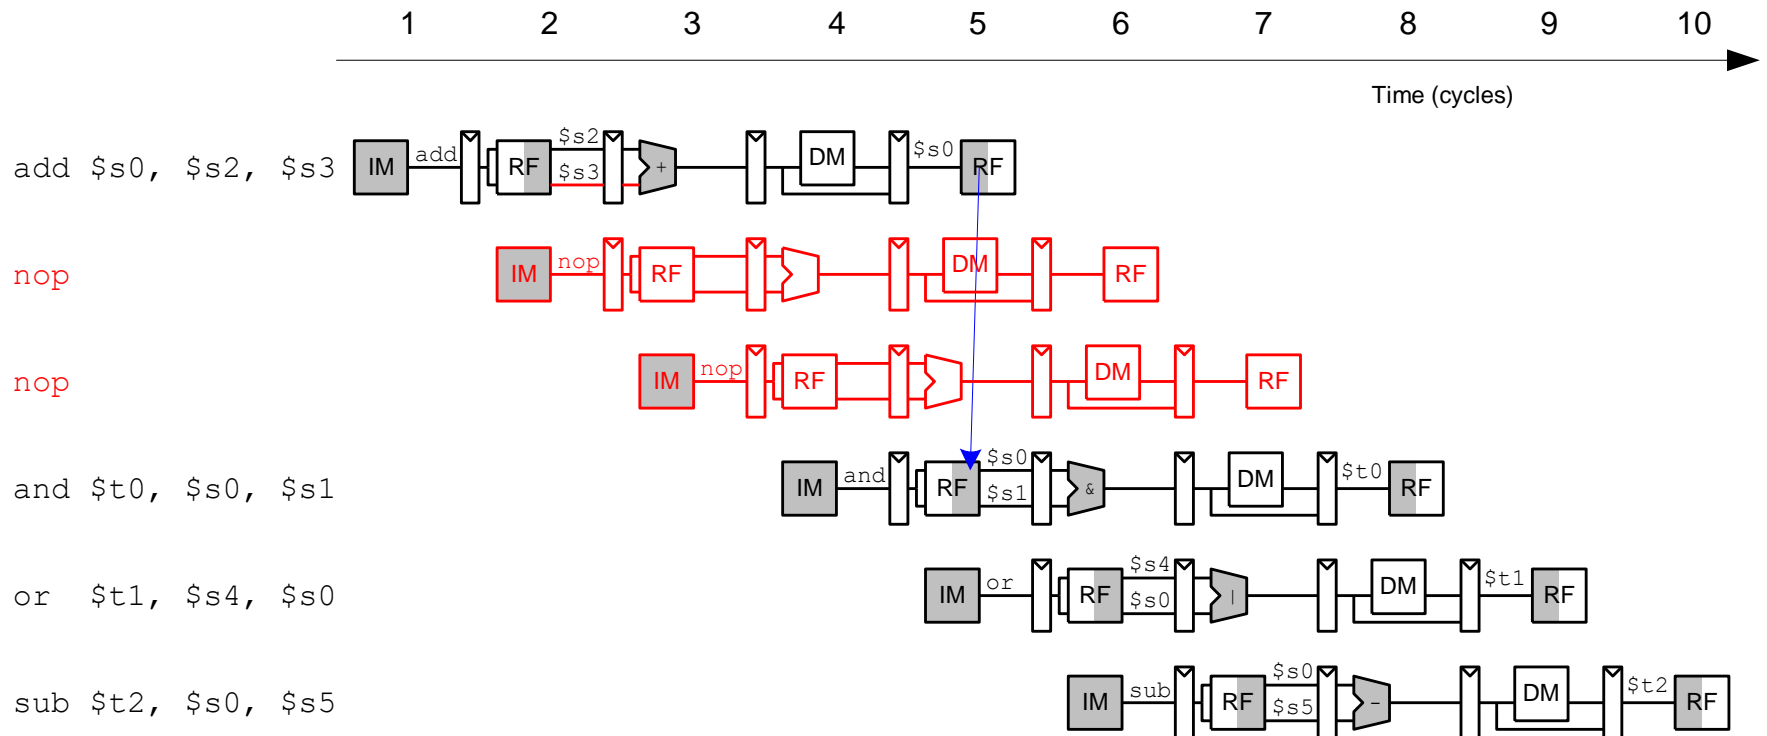 1 2 3 4 5 6 7 8 9 10
Time (cycles)
add $s0, $s2, $s3 IM add RF $s2 $s3 + DM $s0 RF
nop IM nop RF DM RF
nop IM nop RF DM RF
and $t0, $s0, $s1 IM and RF $s0 $s1 & DM $t0 RF
or $t1, $s4, $s0 IM or RF $s4 $s0 | DM $t1 RF
sub $t2, $s0, $s5 IM sub RF $s0 $s5 - DM $t2 RF